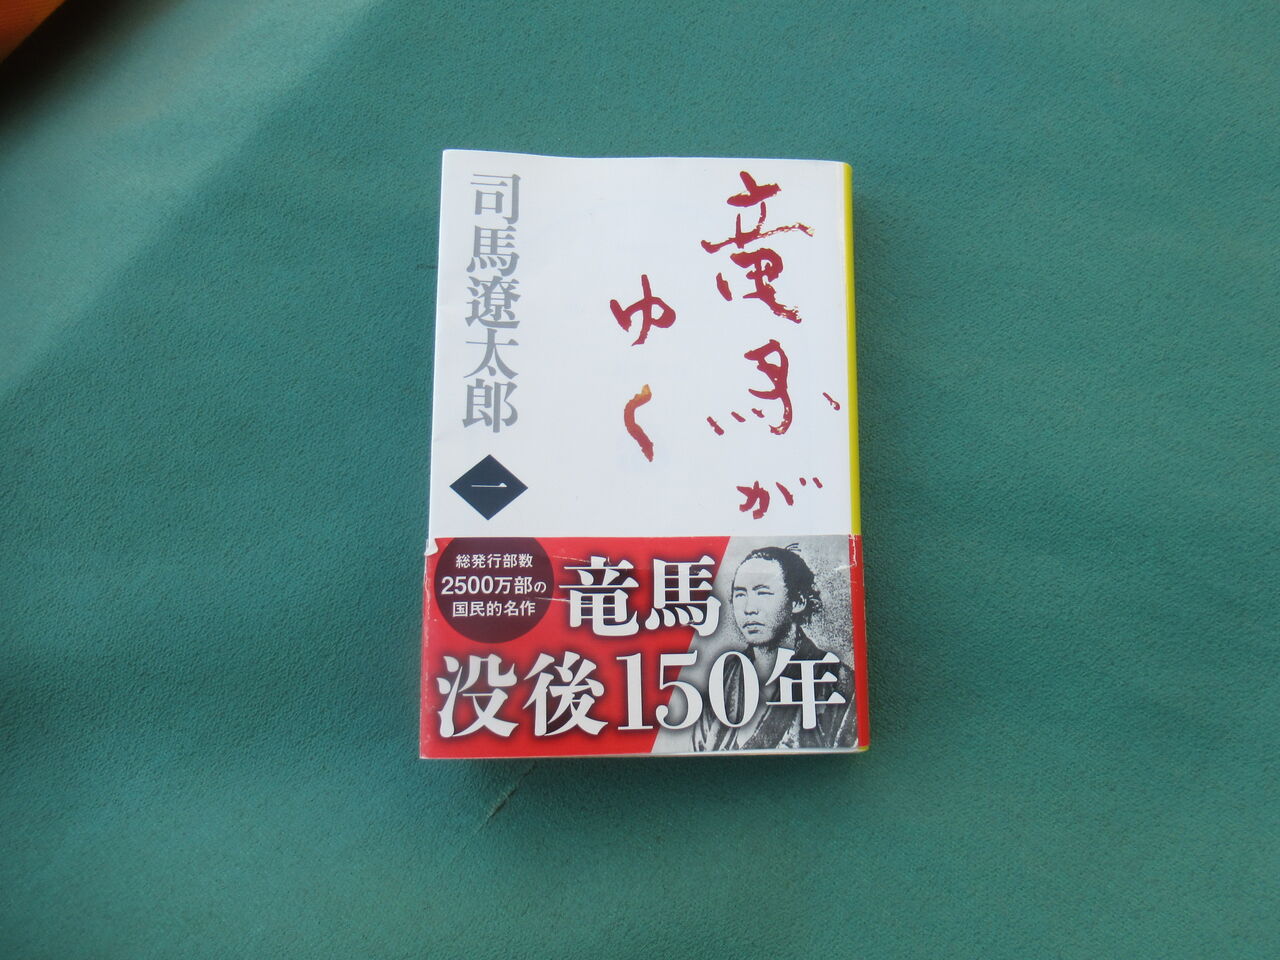 竜馬が
ゆく
司馬遼太郎
一
総発行部数
2500万部の
国民的名作
竜馬
没後150年